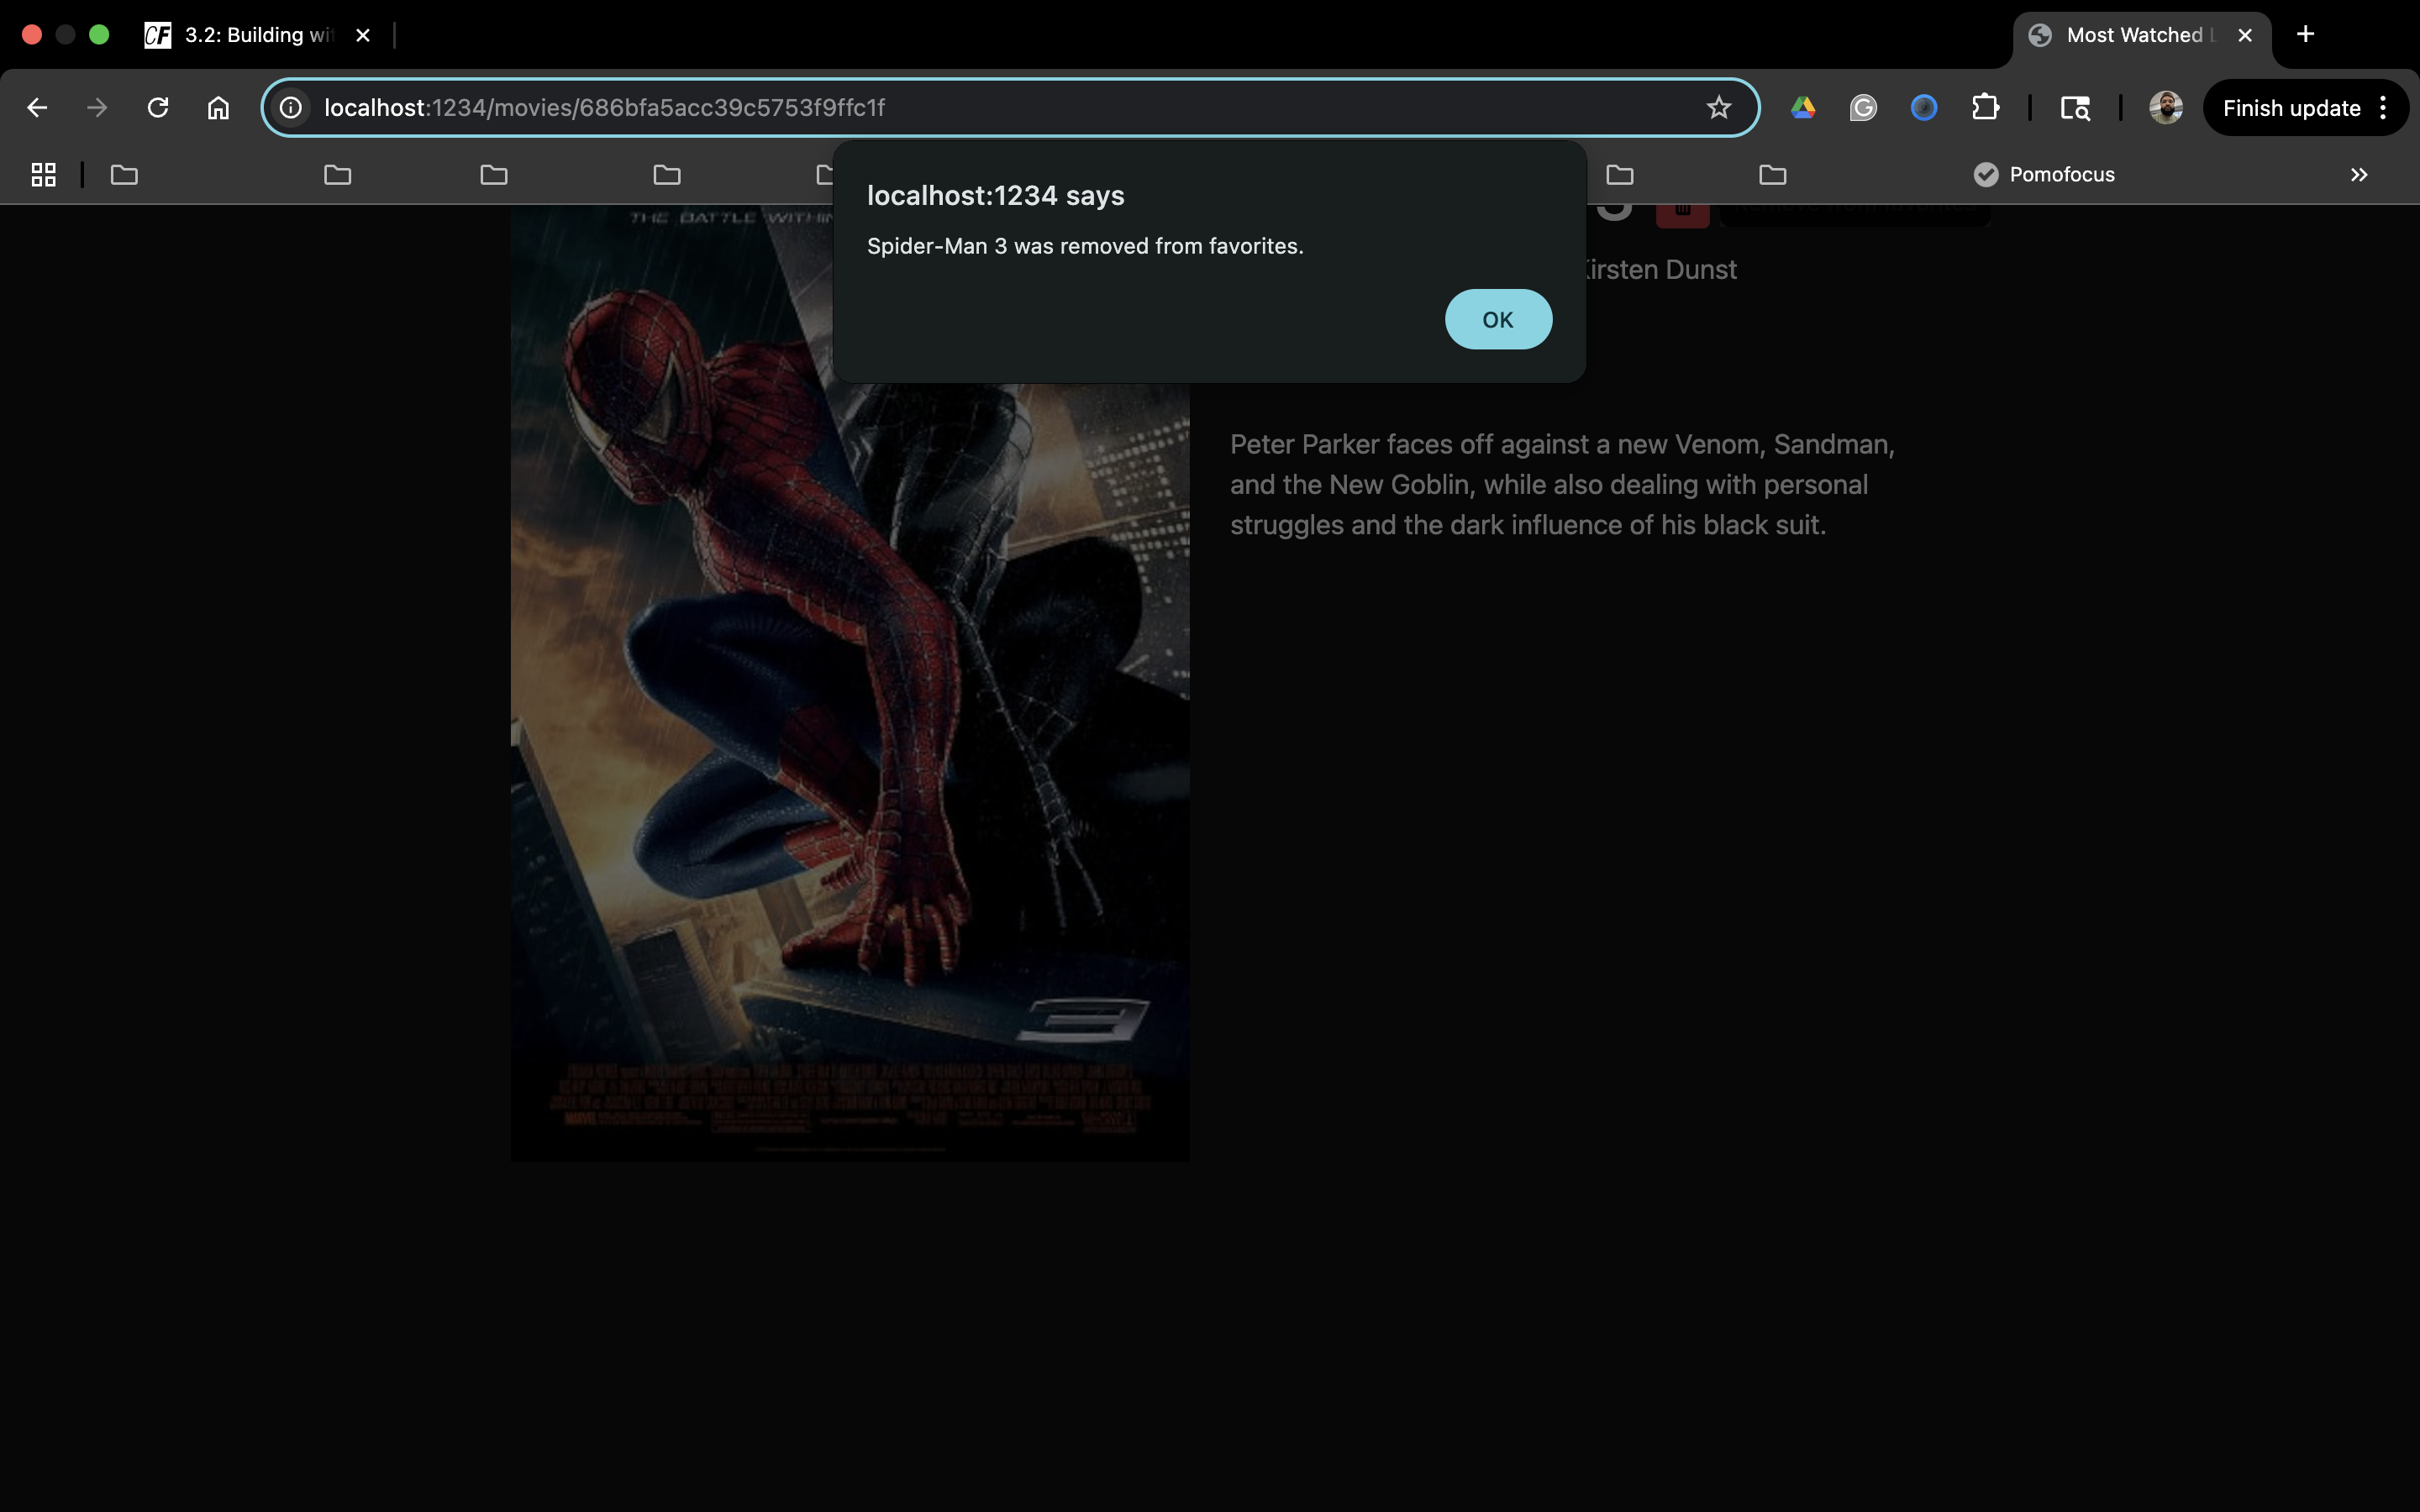 CF 3.2: Building wi
Most Watched
localhost:1234/movies/686bfa5acc39c5753f9ffc1f
Finish update
Pomofocus
localhost:1234 says
Spider-Man 3 was removed from favorites.
OK
THE BATTLE WITHIN
Kirsten Dunst
Peter Parker faces off against a new Venom, Sandman,
and the New Goblin, while also dealing with personal
struggles and the dark influence of his black suit.
3